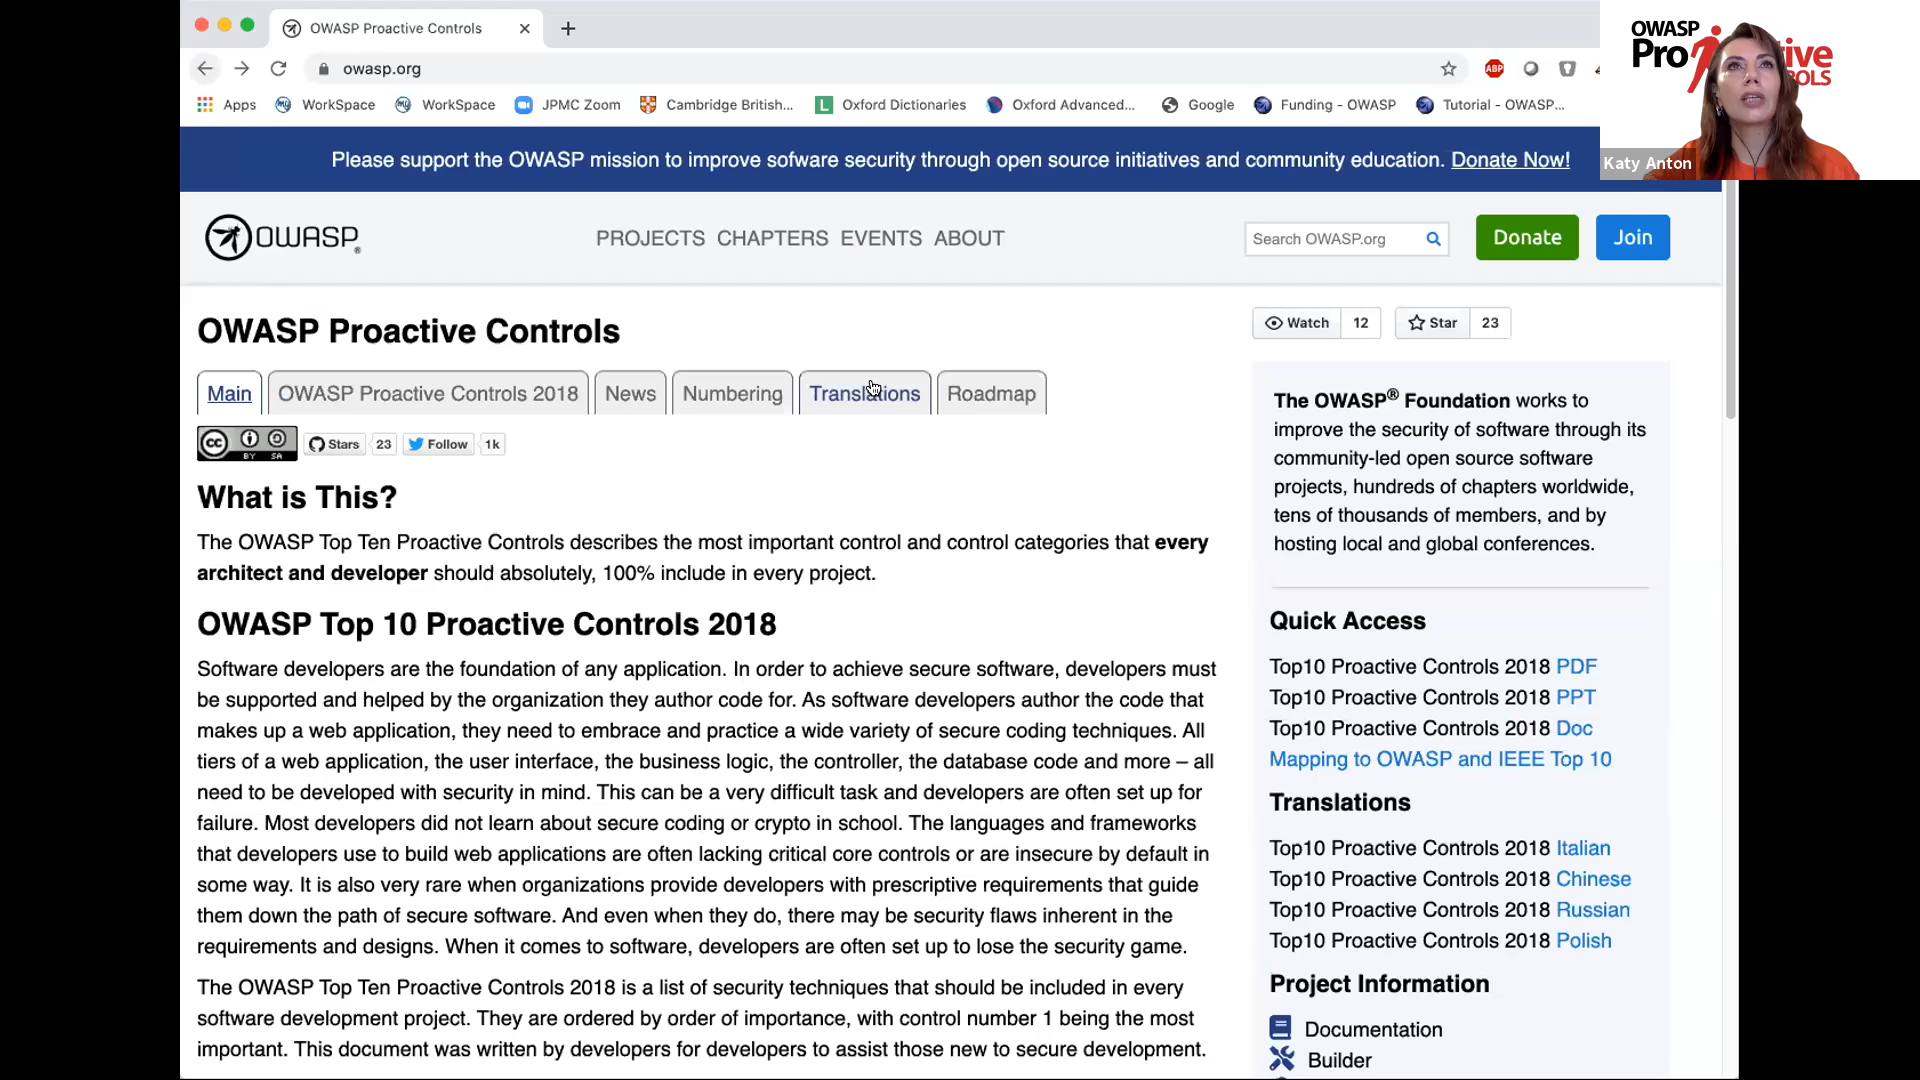 OWASP Proactive Controls
owasp.org
ABP
Apps
WorkSpace
WorkSpace
JPMC Zoom
Cambridge British...
L
Oxford Dictionaries
Oxford Advanced...
Google
Funding - OWASP
Tutorial - OWASP...
OWASP
Katy Anton
Please support the OWASP mission to improve sofware security through open source initiatives and community education. Donate Now!
OWASP
PROJECTS CHAPTERS EVENTS ABOUT
Search OWASP.org
Donate
Join
OWASP Proactive Controls
Watch 12
Star 23
Main
OWASP Proactive Controls 2018
News
Numbering
Translations
Roadmap
cc BY SA
Stars 23
Follow 1k
What is This?
The OWASP Top Ten Proactive Controls describes the most important control and control categories that every
architect and developer should absolutely, 100% include in every project.
OWASP Top 10 Proactive Controls 2018
Software developers are the foundation of any application. In order to achieve secure software, developers must
be supported and helped by the organization they author code for. As software developers author the code that
makes up a web application, they need to embrace and practice a wide variety of secure coding techniques. All
tiers of a web application, the user interface, the business logic, the controller, the database code and more – all
need to be developed with security in mind. This can be a very difficult task and developers are often set up for
failure. Most developers did not learn about secure coding or crypto in school. The languages and frameworks
that developers use to build web applications are often lacking critical core controls or are insecure by default in
some way. It is also very rare when organizations provide developers with prescriptive requirements that guide
them down the path of secure software. And even when they do, there may be security flaws inherent in the
requirements and designs. When it comes to software, developers are often set up to lose the security game.
The OWASP Top Ten Proactive Controls 2018 is a list of security techniques that should be included in every
software development project. They are ordered by order of importance, with control number 1 being the most
important. This document was written by developers for developers to assist those new to secure development.
The OWASP® Foundation works to
improve the security of software through its
community-led open source software
projects, hundreds of chapters worldwide,
tens of thousands of members, and by
hosting local and global conferences.
Quick Access
Top10 Proactive Controls 2018 PDF
Top10 Proactive Controls 2018 PPT
Top10 Proactive Controls 2018 Doc
Mapping to OWASP and IEEE Top 10
Translations
Top10 Proactive Controls 2018 Italian
Top10 Proactive Controls 2018 Chinese
Top10 Proactive Controls 2018 Russian
Top10 Proactive Controls 2018 Polish
Project Information
Documentation
Builder